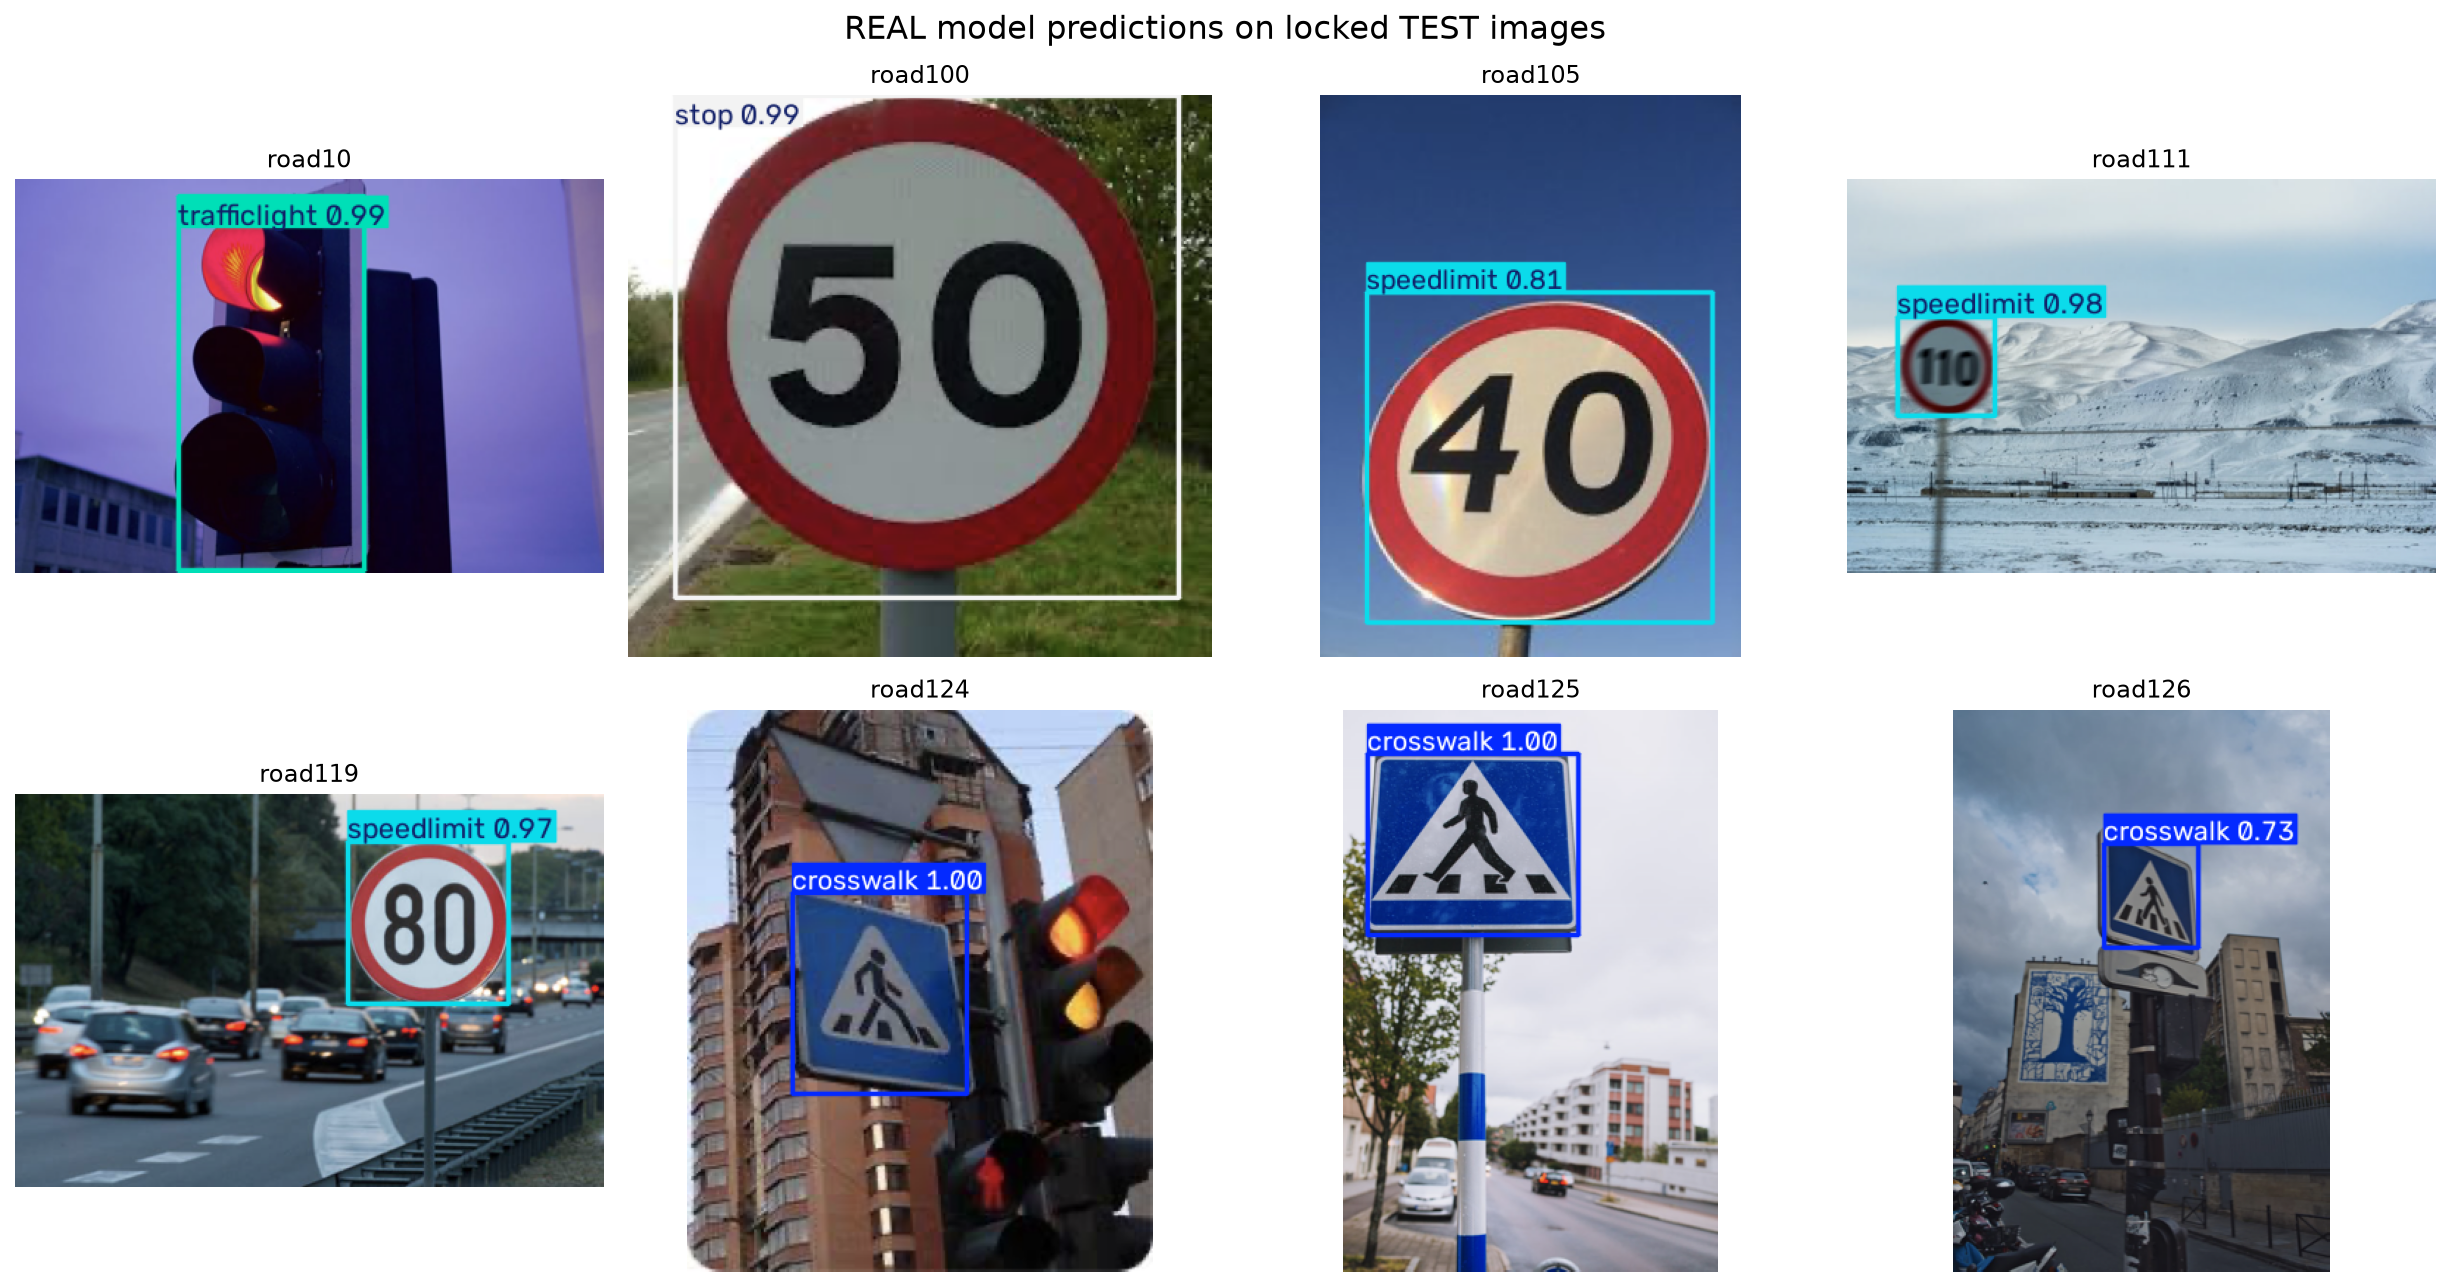 REAL model predictions on locked TEST images
road10
trafficlight 0.99
road100
stop 0.99
50
road105
speedlimit 0.81
40
road111
speedlimit 0.98
110
road119
speedlimit 0.97
80
road124
crosswalk 1.00
road125
crosswalk 1.00
road126
crosswalk 0.73